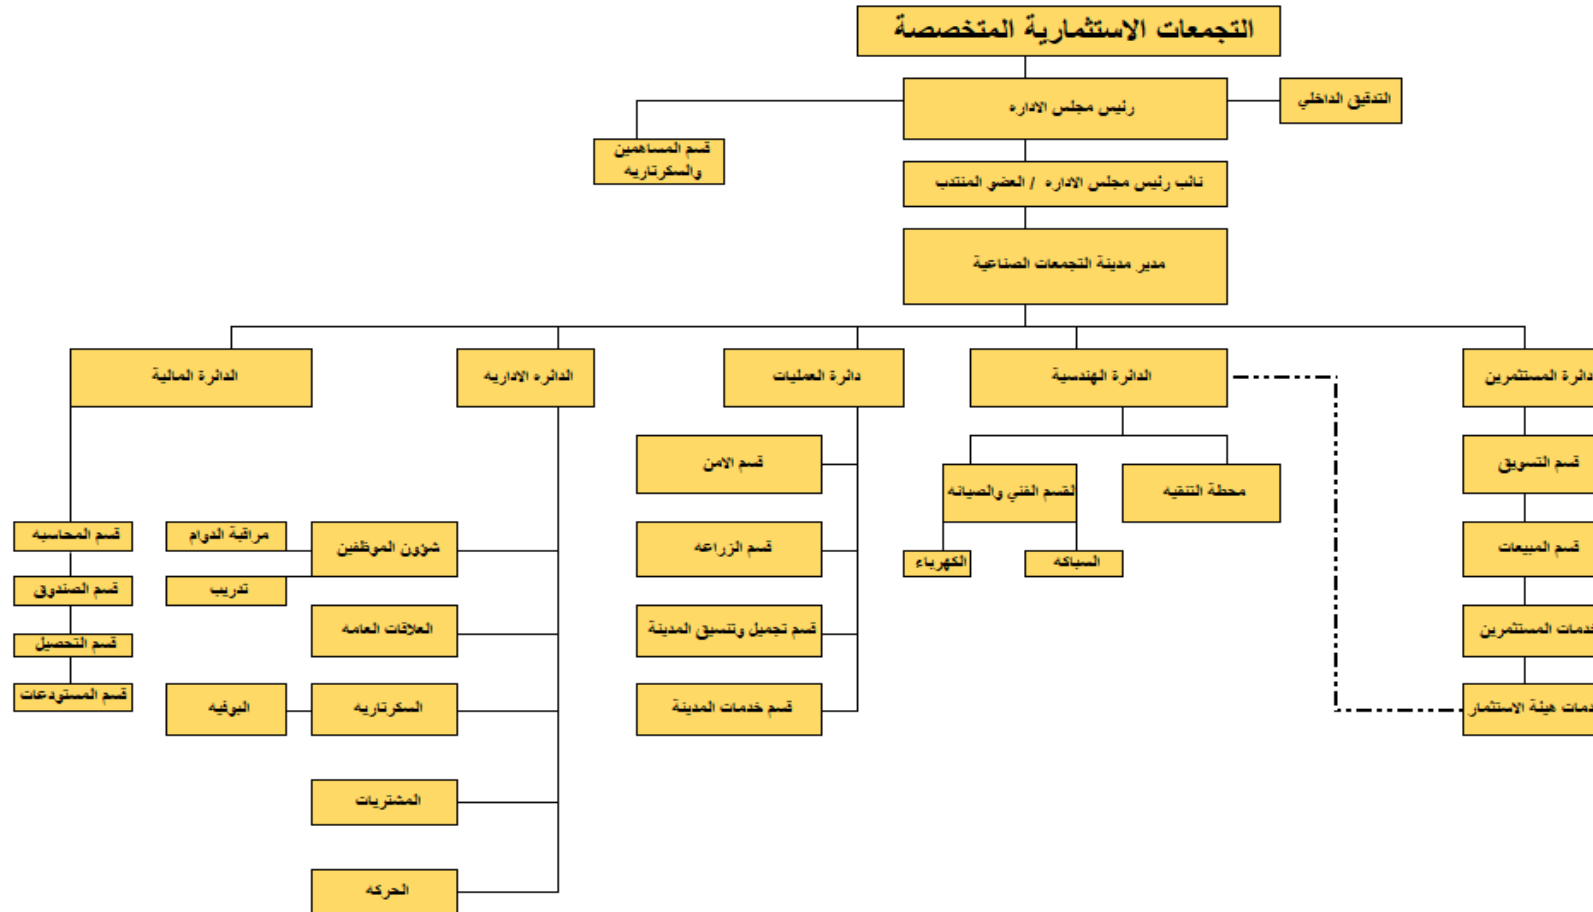 التجمعات الاستثمارية المتخصصة
رئيس مجلس الاداره
التدقيق الداخلي
قسم المساهمين
والسكرتاريه
نائب رئيس مجلس الاداره / العضو المنتدب
مدير مدينة التجمعات الصناعية
دائرة المستثمرين
الدائرة الهندسية
دائرة العمليات
الدائره الاداريه
الدائرة المالية
قسم التسويق
قسم المبيعات
خدمات المستثمرين
هيئة الاستثمار
محطة التنقيه
القسم الفني والصيانه
السباكه
الكهرباء
قسم الامن
قسم الزراعه
قسم تجميل وتنسيق المدينة
قسم خدمات المدينة
شؤون الموظفين
مراقبة الدوام
تدريب
العلاقات العامه
السكرتاريه
البوفيه
المشتريات
الحركه
قسم المحاسبه
قسم الصندوق
قسم التحصيل
قسم المستودعات